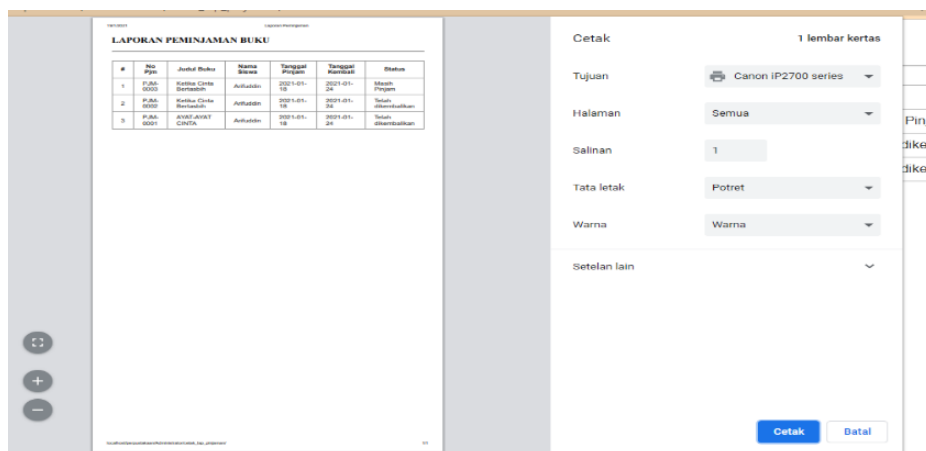 Laporan Peminjaman
LAPORAN PEMINJAMAN BUKU
# No Pjm Judul Buku Nama Siswa Tanggal Pinjam Tanggal Kembali Status
1 PJM-0003 Ketika Cinta Bertasbih Arifuddin 2021-01-18 2021-01-24 Masih Pinjam
2 PJM-0002 Ketika Cinta Bertasbih Arifuddin 2021-01-18 2021-01-24 Telah dikembalikan
3 PJM-0001 AYAT-AYAT CINTA Arifuddin 2021-01-18 2021-01-24 Telah dikembalikan
1/1
Cetak 1 lembar kertas
Tujuan Canon iP2700 series
Halaman Semua
Salinan 1
Tata letak Potret
Warna Warna
Setelan lain
Cetak Batal
Pin
dike
dike